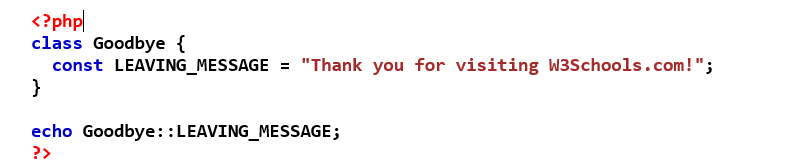 <?php
class Goodbye {
  const LEAVING_MESSAGE = "Thank you for visiting W3Schools.com!";
}

echo Goodbye::LEAVING_MESSAGE;
?>